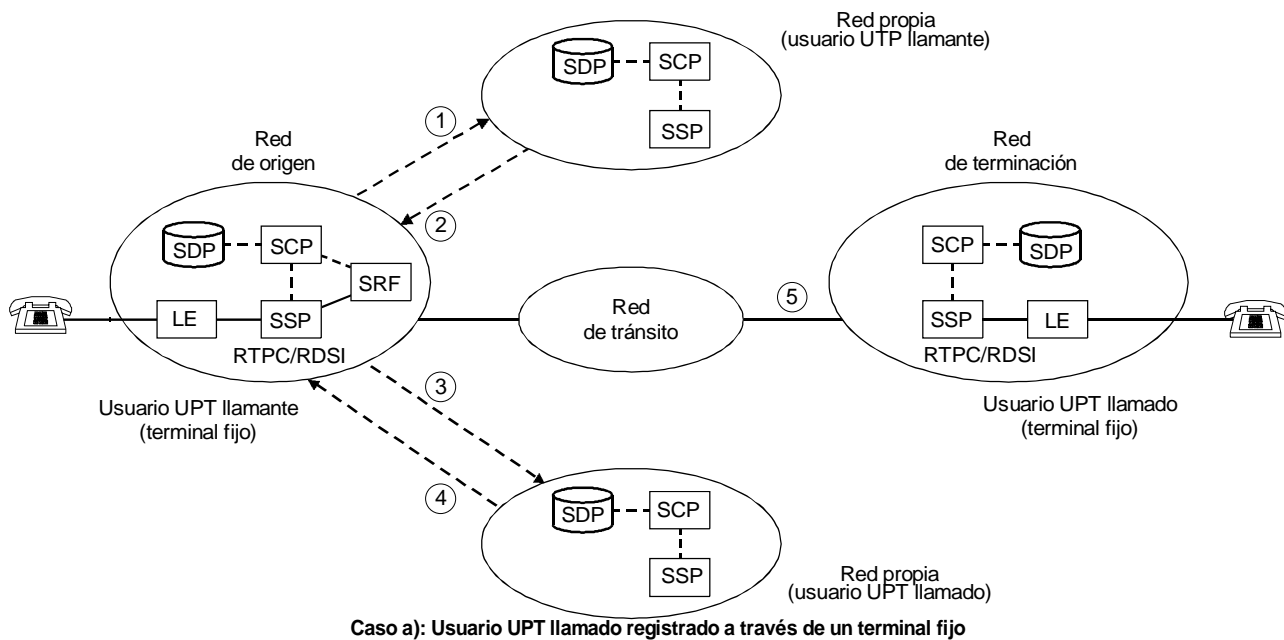 Red propia
(usuario UTP llamante)
SDP
SCP
SSP
1
2
Red
de origen
SDP
SCP
SRF
LE
SSP
RTPC/RDSI
Usuario UPT llamante
(terminal fijo)
Red
de tránsito
5
Red
de terminación
SCP
SDP
SSP
LE
RTPC/RDSI
Usuario UPT llamado
(terminal fijo)
3
4
SDP
SCP
SSP
Red propia
(usuario UPT llamado)
Caso a): Usuario UPT llamado registrado a través de un terminal fijo